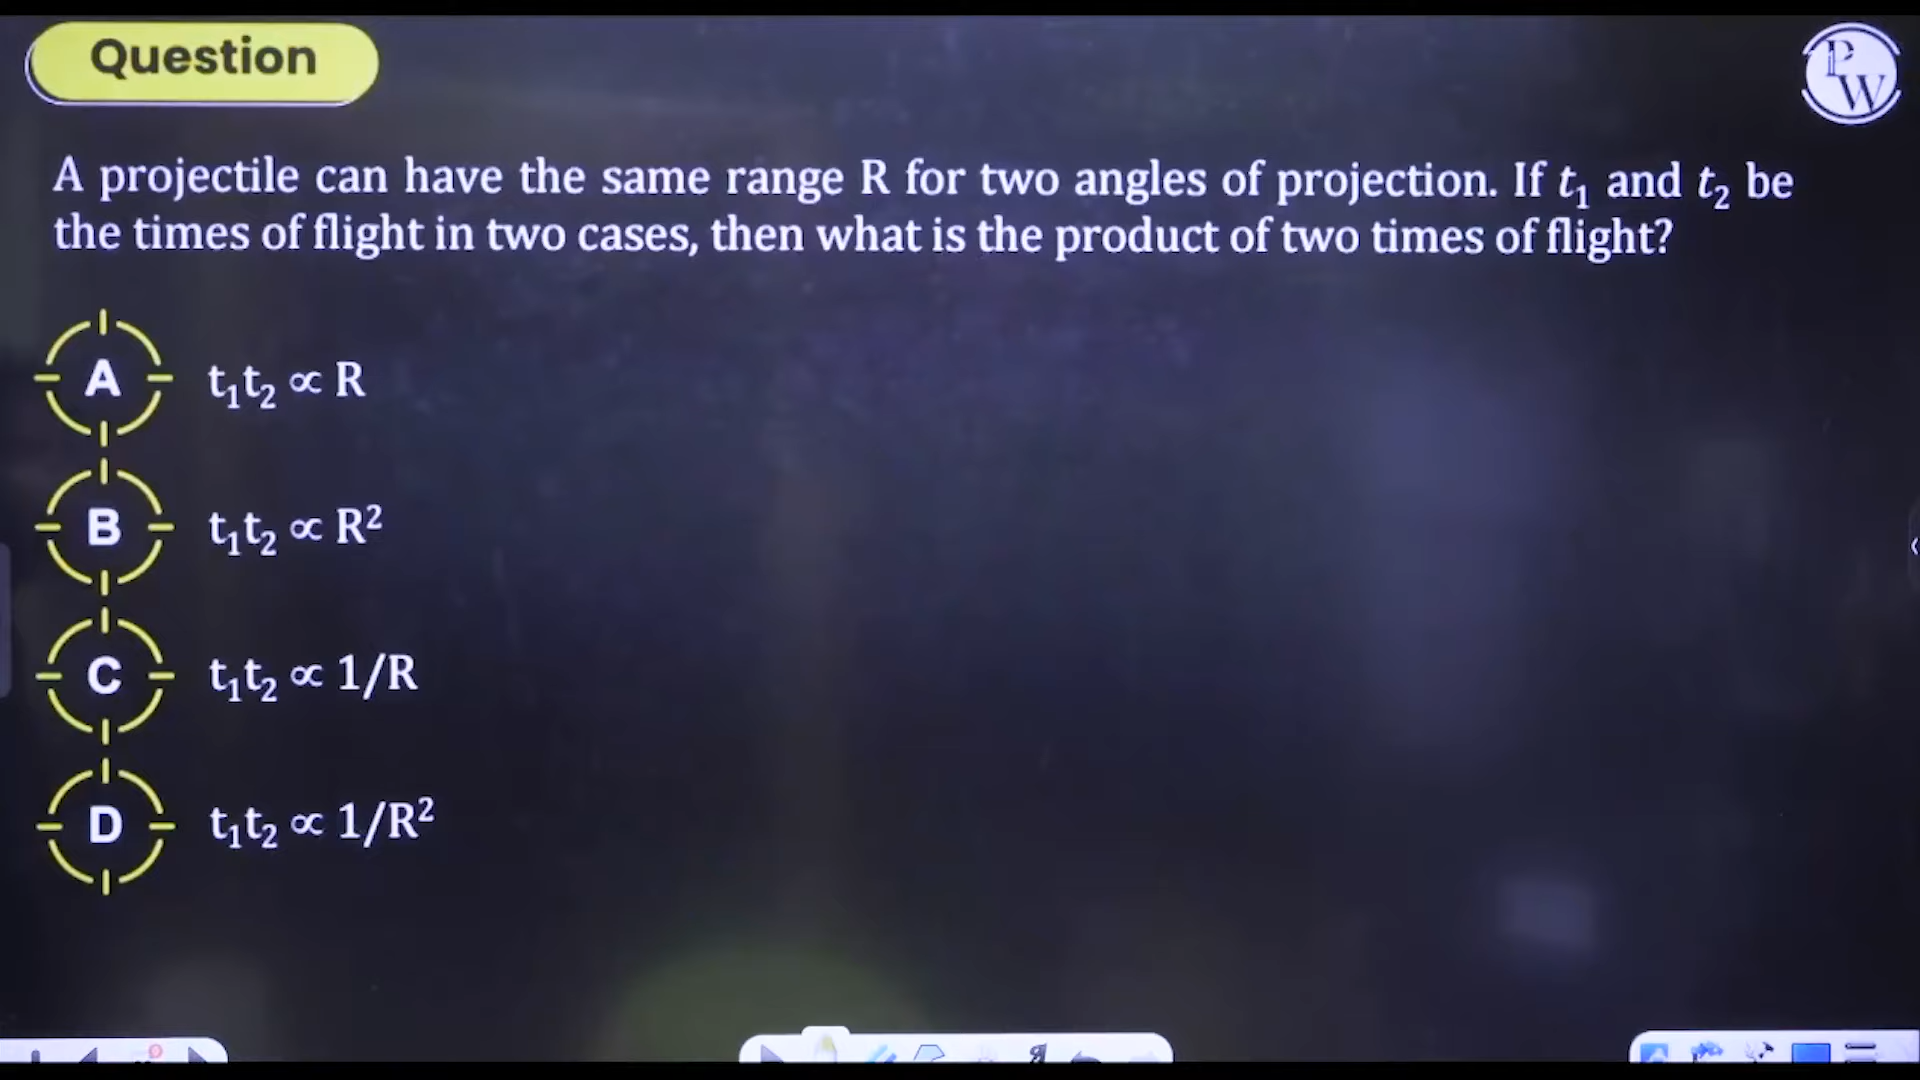 Question
PW
A projectile can have the same range R for two angles of projection. If t₁ and t₂ be
the times of flight in two cases, then what is the product of two times of flight?
A t₁t₂ ∝ R
B t₁t₂ ∝ R²
C t₁t₂ ∝ 1/R
D t₁t₂ ∝ 1/R²